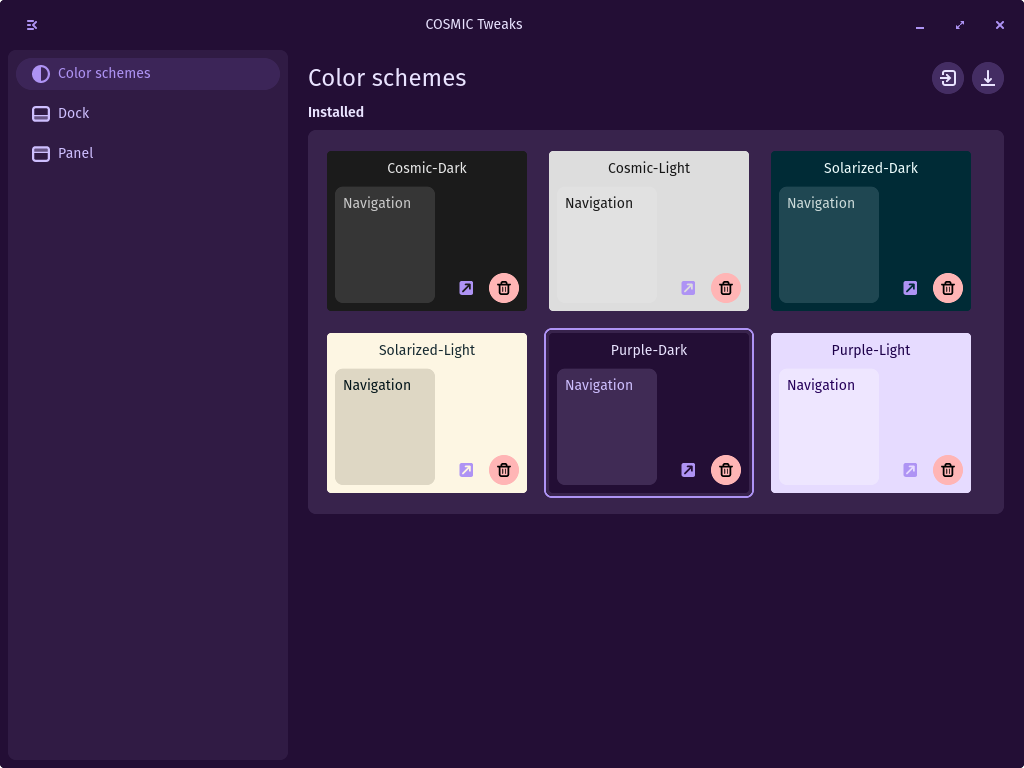 COSMIC Tweaks
Color schemes
Dock
Panel
Color schemes
Installed
Cosmic-Dark
Navigation
Cosmic-Light
Navigation
Solarized-Dark
Navigation
Solarized-Light
Navigation
Purple-Dark
Navigation
Purple-Light
Navigation